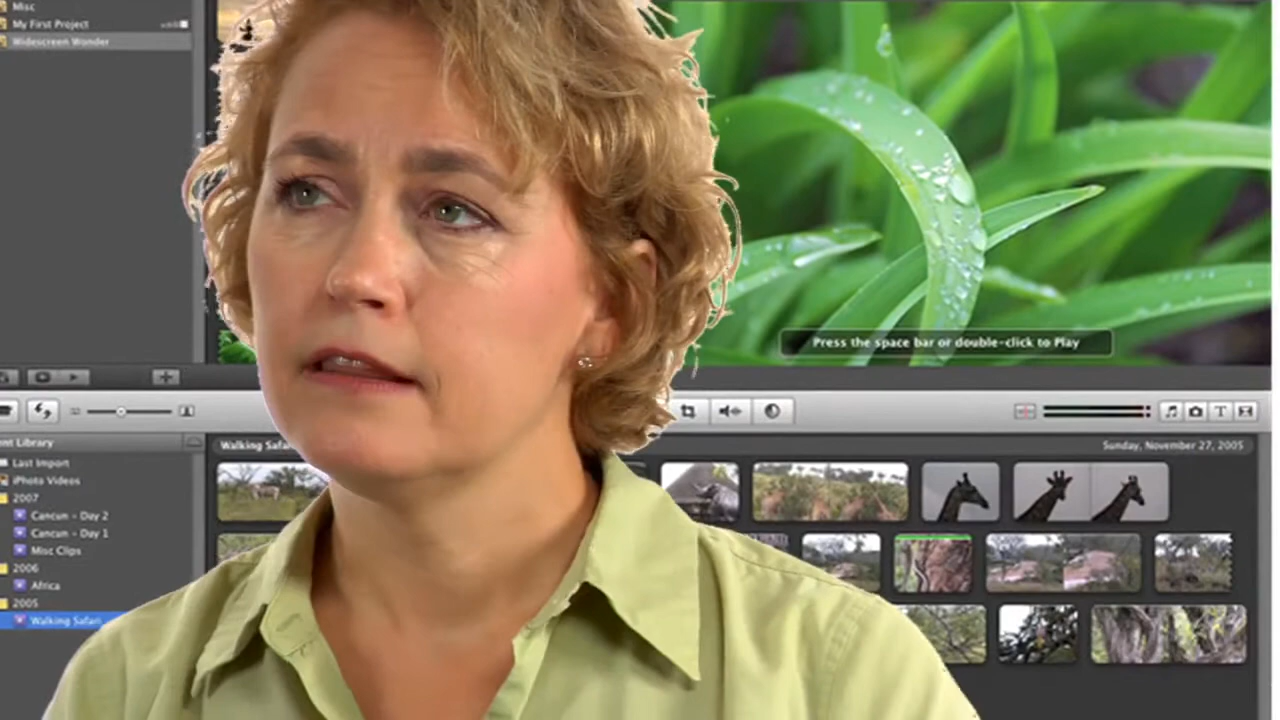 Misc
My First Project
Widescreen Wonder
Press the space bar or double-click to Play
nt Library
Last Import
iPhoto Videos
2007
Cancun - Day 2
Cancun - Day 1
Misc Clips
2006
Africa
2005
Walking Safari
Walking Safari
Sunday, November 27, 2005
T